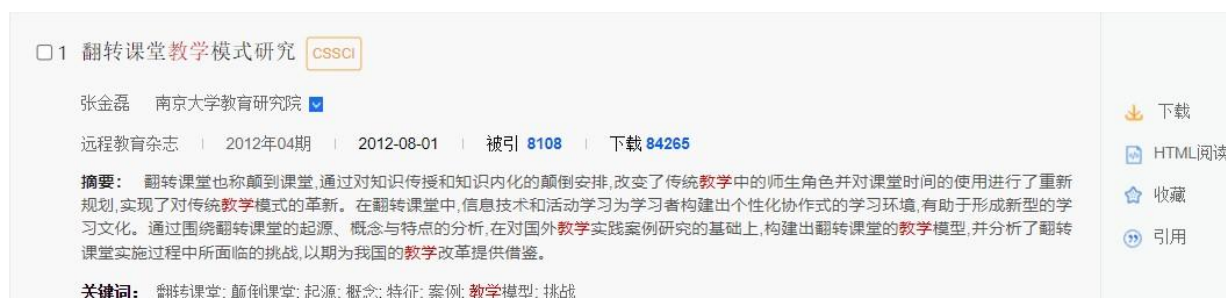 1 翻转课堂教学模式研究 CSSCI
张金磊 南京大学教育研究院
远程教育杂志 2012年04期 2012-08-01 被引 8108 下载 84265
摘要： 翻转课堂也称颠到课堂,通过对知识传授和知识内化的颠倒安排,改变了传统教学中的师生角色并对课堂时间的使用进行了重新
规划,实现了对传统教学模式的革新。在翻转课堂中,信息技术和活动学习为学习者构建出个性化协作式的学习环境,有助于形成新型的学
习文化。通过围绕翻转课堂的起源、概念与特点的分析,在对国外教学实践案例研究的基础上,构建出翻转课堂的教学模型,并分析了翻转
课堂实施过程中所面临的挑战,以期为我国的教学改革提供借鉴。
关键词： 翻转课堂; 颠倒课堂; 起源; 概念; 特征; 案例; 教学模型; 挑战
下载
HTML阅读
收藏
引用